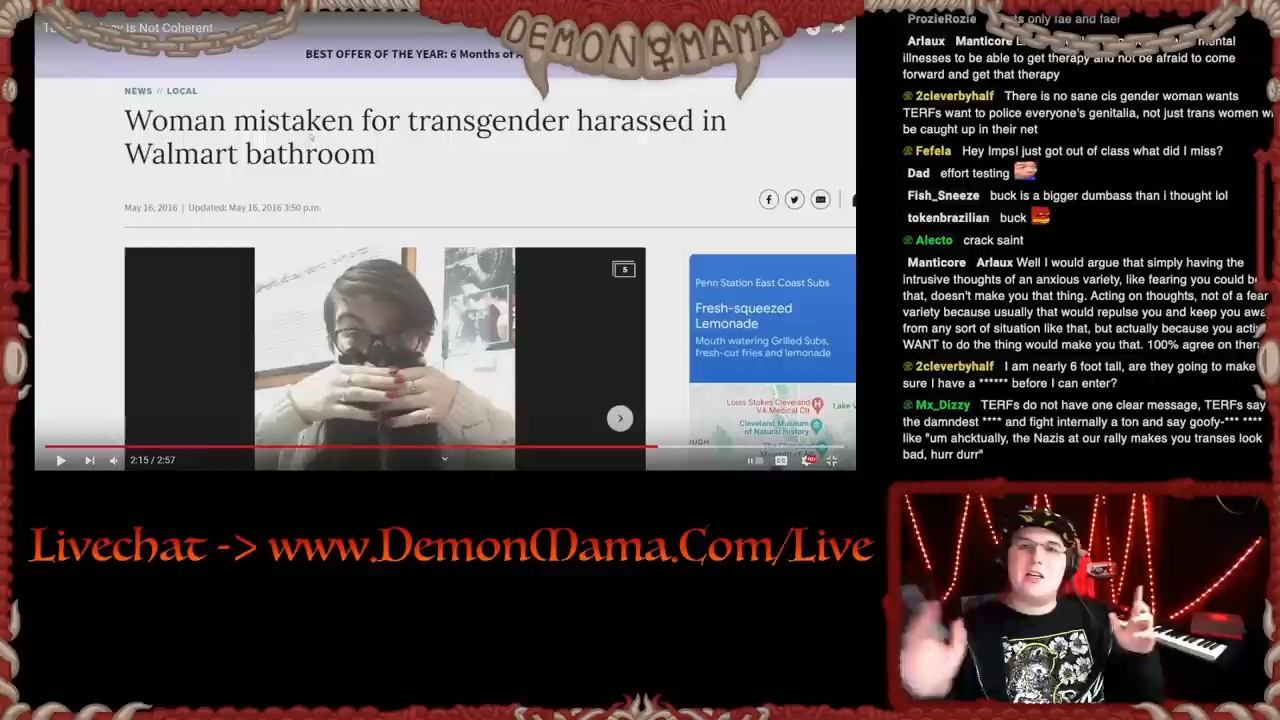 Is Not Coherent
DEMON MAMA
BEST OFFER OF THE YEAR: 6 Months of
NEWS // LOCAL
Woman mistaken for transgender harassed in
Walmart bathroom
May 16, 2016 | Updated: May 16, 2016 3:50 p.m.
5
Penn Station East Coast Subs
Fresh-squeezed
Lemonade
Mouth watering Grilled Subs,
fresh-cut fries and lemonade
Louis Stokes Cleveland
VA Medical Ctr
Lake
Cleveland Museum
of Natural History
UGH
2:15 / 2:57
CC
HD
Livechat -> www.DemonMama.Com/Live
ProzieRozie only fae and faer
Arlaux Manticore mental
illnesses to be able to get therapy and not be afraid to come
forward and get that therapy
2cleverbyhalf There is no sane cis gender woman wants
TERFs want to police everyone's genitalia, not just trans women w
be caught up in their net
Fefela Hey Imps! just got out of class what did I miss?
Dad effort testing
Fish_Sneeze buck is a bigger dumbass than i thought lol
tokenbrazilian buck
Alecto crack saint
Manticore Arlaux Well I would argue that simply having the
intrusive thoughts of an anxious variety, like fearing you could be
that, doesn't make you that thing. Acting on thoughts, not of a fear
variety because usually that would repulse you and keep you awa
from any sort of situation like that, but actually because you activ
WANT to do the thing would make you that. 100% agree on thera
2cleverbyhalf I am nearly 6 foot tall, are they going to make
sure I have a ****** before I can enter?
Mx_Dizzy TERFs do not have one clear message, TERFs say
the damndest **** and fight internally a ton and say goofy-*** ****
like "um ahcktually, the Nazis at our rally makes you transes look
bad, hurr durr"